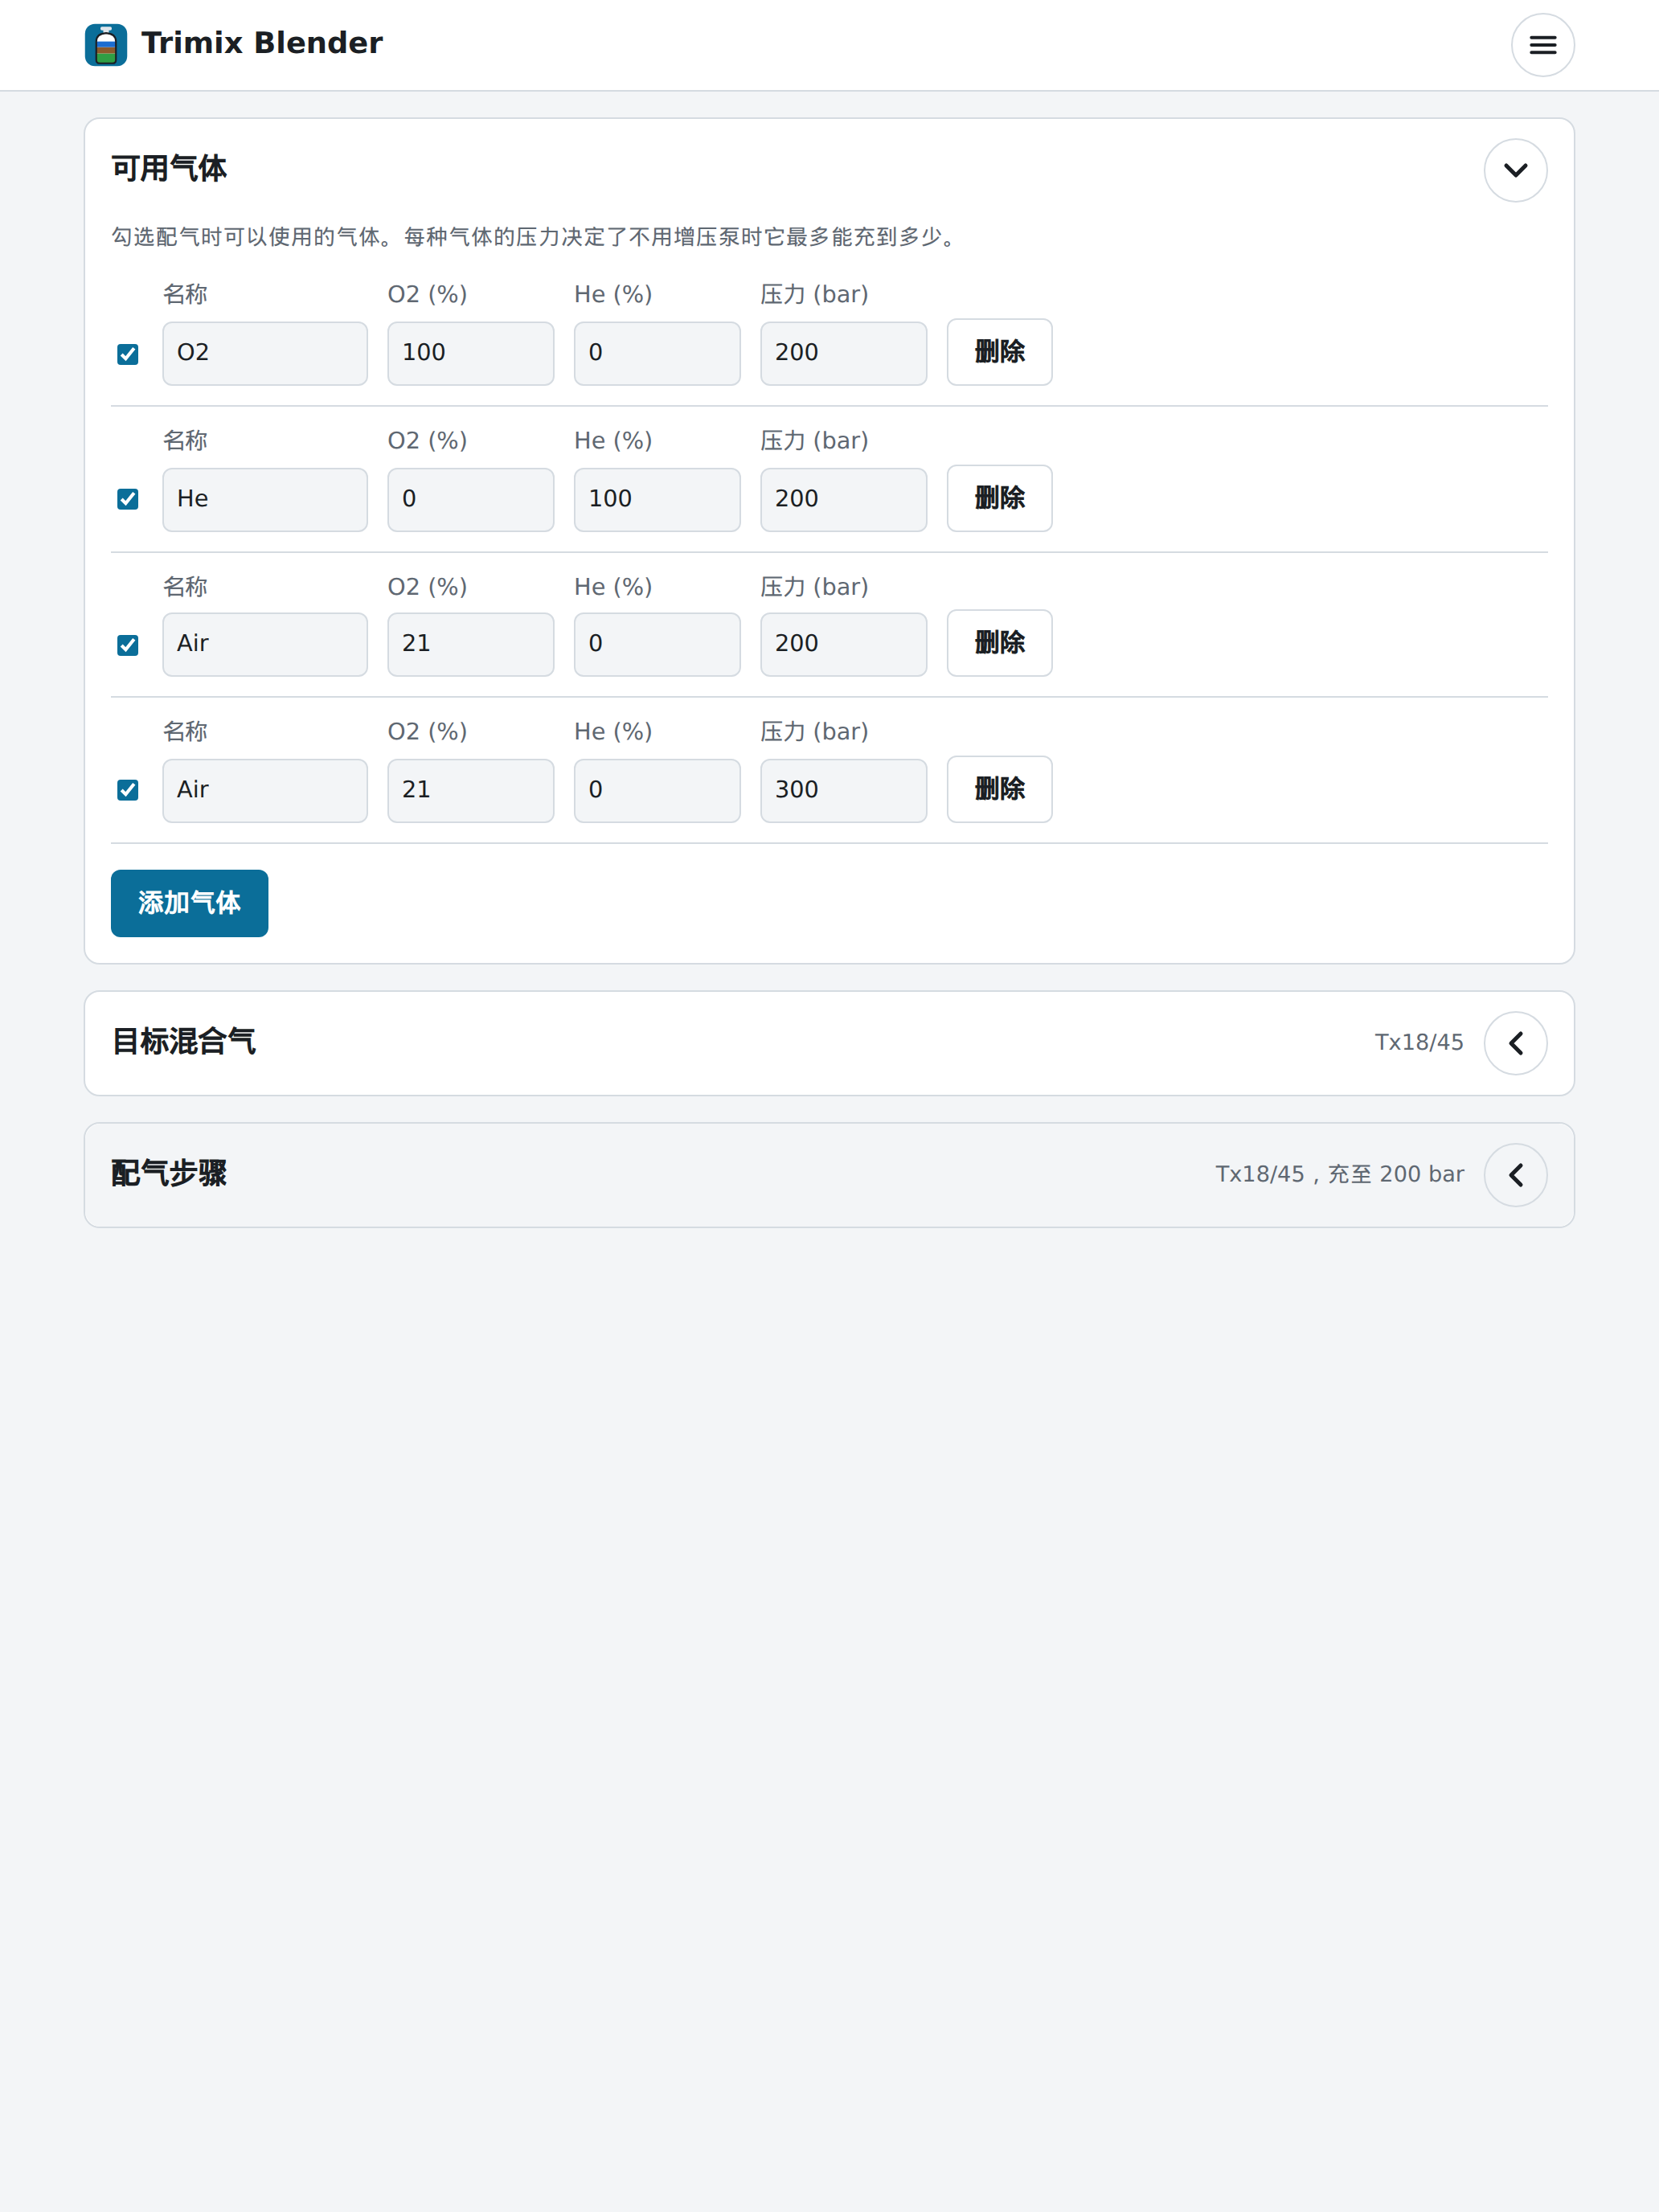 Trimix Blender
可用气体
勾选配气时可以使用的气体。每种气体的压力决定了不用增压泵时它最多能充到多少。
名称 O2 (%) He (%) 压力 (bar)
O2 100 0 200 删除
名称 O2 (%) He (%) 压力 (bar)
He 0 100 200 删除
名称 O2 (%) He (%) 压力 (bar)
Air 21 0 200 删除
名称 O2 (%) He (%) 压力 (bar)
Air 21 0 300 删除
添加气体
目标混合气 Tx18/45
配气步骤 Tx18/45，充至 200 bar